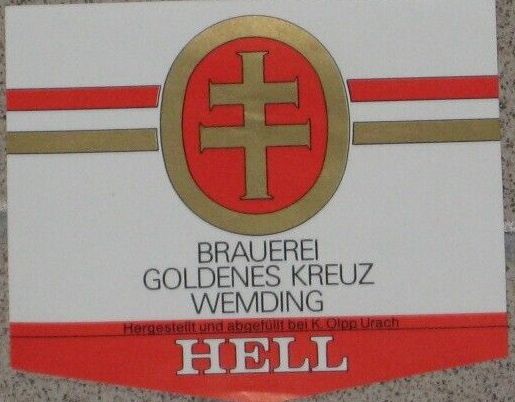 BRAUEREI
GOLDENES KREUZ
WEMDING
Hergestellt und abgefüllt bei K. Olpp Urach
HELL